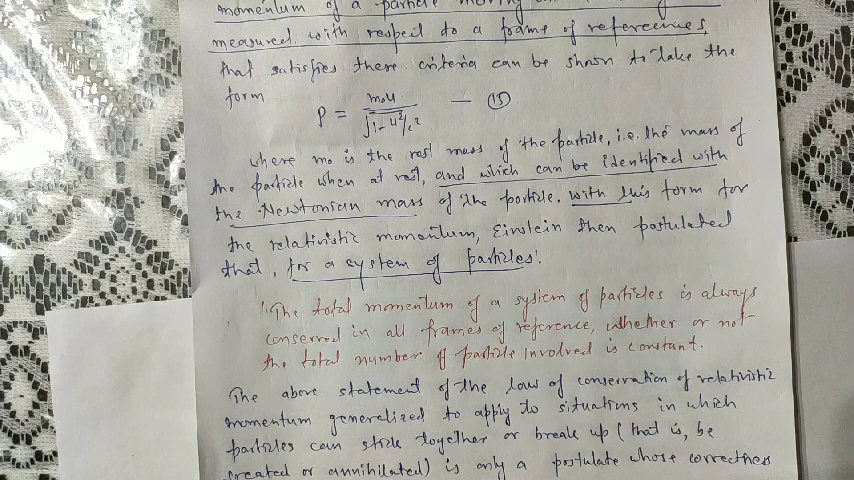 momentum of a particle moving
measured with respect to a frame of references,
that satisfies these criteria can be shown to take the
form
P = m₀u / √1-u²/c² — (15)
where m₀ is the rest mass of the particle, i.e. the mass of
the particle when at rest, and which can be identified with
the Newtonian mass of the particle. With this form for
the relativistic momentum, Einstein then postulated
that, for a system of particles:
"The total momentum of a system of particles is always
conserved in all frames of reference, whether or not
the total number of particle involved is constant.
The above statement of the law of conservation of relativistic
momentum generalized to apply to situations in which
particles can stick together or break up (that is, be
created or annihilated) is only a postulate whose correctness